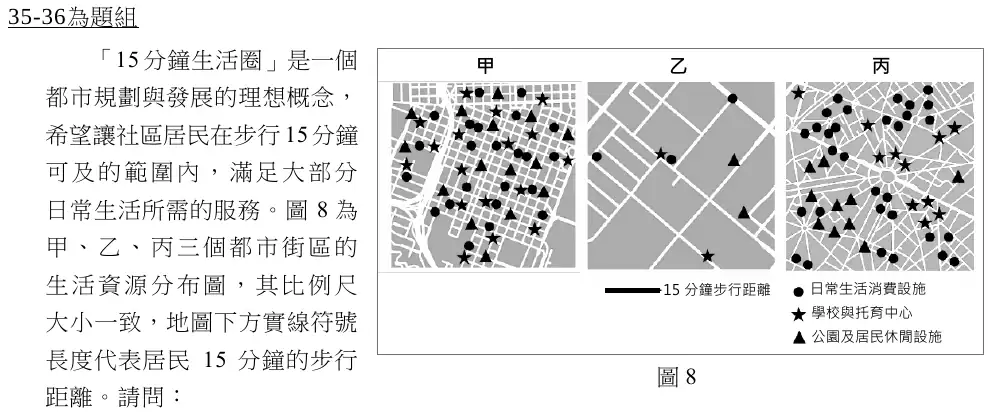 35-36為題組
「15分鐘生活圈」是一個
都市規劃與發展的理想概念，
希望讓社區居民在步行15分鐘
可及的範圍內，滿足大部分
日常生活所需的服務。圖 8 為
甲、乙、丙三個都市街區的
生活資源分布圖，其比例尺
大小一致，地圖下方實線符號
長度代表居民 15 分鐘的步行
距離。請問：
甲
乙
丙
15 分鐘步行距離
日常生活消費設施
學校與托育中心
公園及居民休閒設施
圖 8